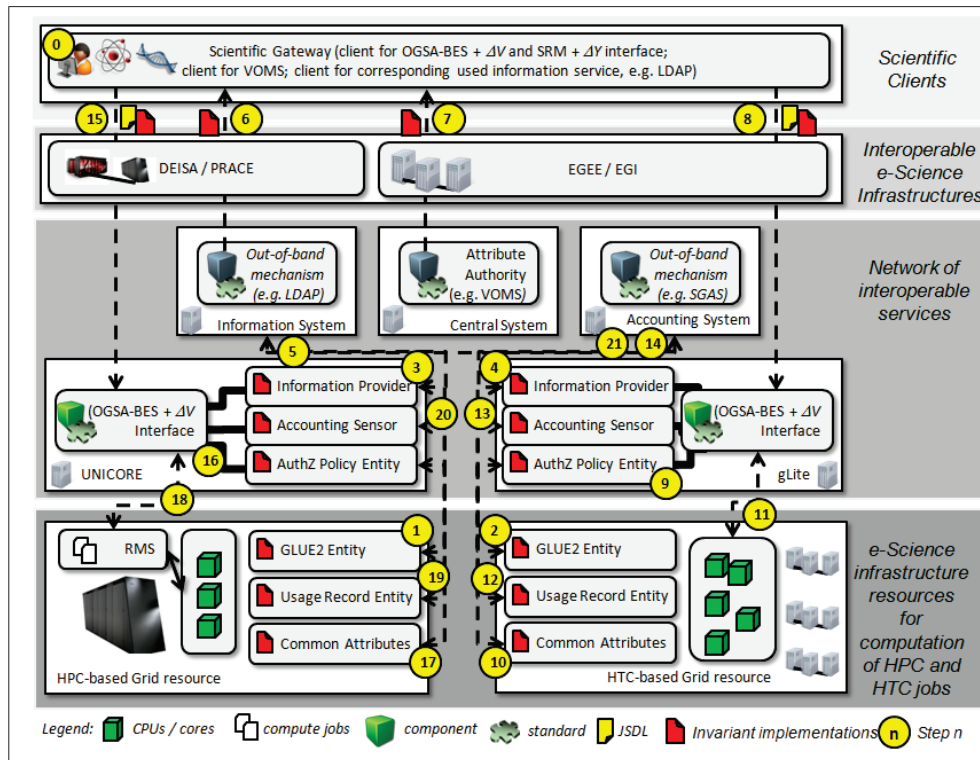 0
Scientific Gateway (client for OGSA-BES + ΔV and SRM + ΔY interface;
client for VOMS; client for corresponding used information service, e.g. LDAP)
Scientific
Clients
15
6
7
8
DEISA / PRACE
EGEE / EGI
Interoperable
e-Science
Infrastructures
Out-of-band
mechanism
(e.g. LDAP)
Information System
Attribute
Authority
(e.g. VOMS)
Central System
Out-of-band
mechanism
(e.g. SGAS)
Accounting System
Network of
interoperable
services
5
21
14
3
4
(OGSA-BES + ΔV
Interface
UNICORE
16
Information Provider
Accounting Sensor
AuthZ Policy Entity
20
13
Information Provider
Accounting Sensor
AuthZ Policy Entity
9
(OGSA-BES + ΔV
Interface
gLite
18
11
RMS
HPC-based Grid resource
1
GLUE2 Entity
Usage Record Entity
Common Attributes
19
17
2
12
10
GLUE2 Entity
Usage Record Entity
Common Attributes
HTC-based Grid resource
e-Science
infrastructure
resources
for
computation
of HPC and
HTC jobs
Legend:
CPUs / cores
compute jobs
component
standard
JSDL
Invariant implementations
n
Step n